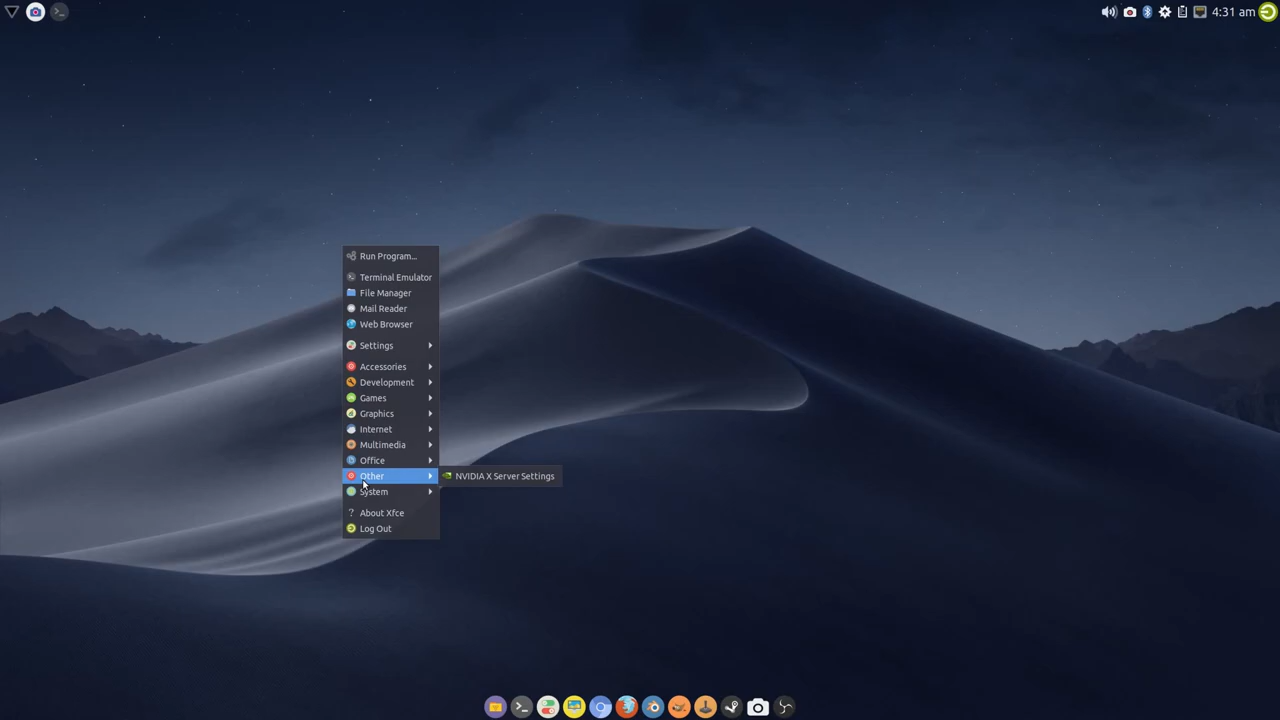 4:31 am
Run Program...
Terminal Emulator
File Manager
Mail Reader
Web Browser
Settings
Accessories
Development
Games
Graphics
Internet
Multimedia
Office
Other
NVIDIA X Server Settings
System
About Xfce
Log Out